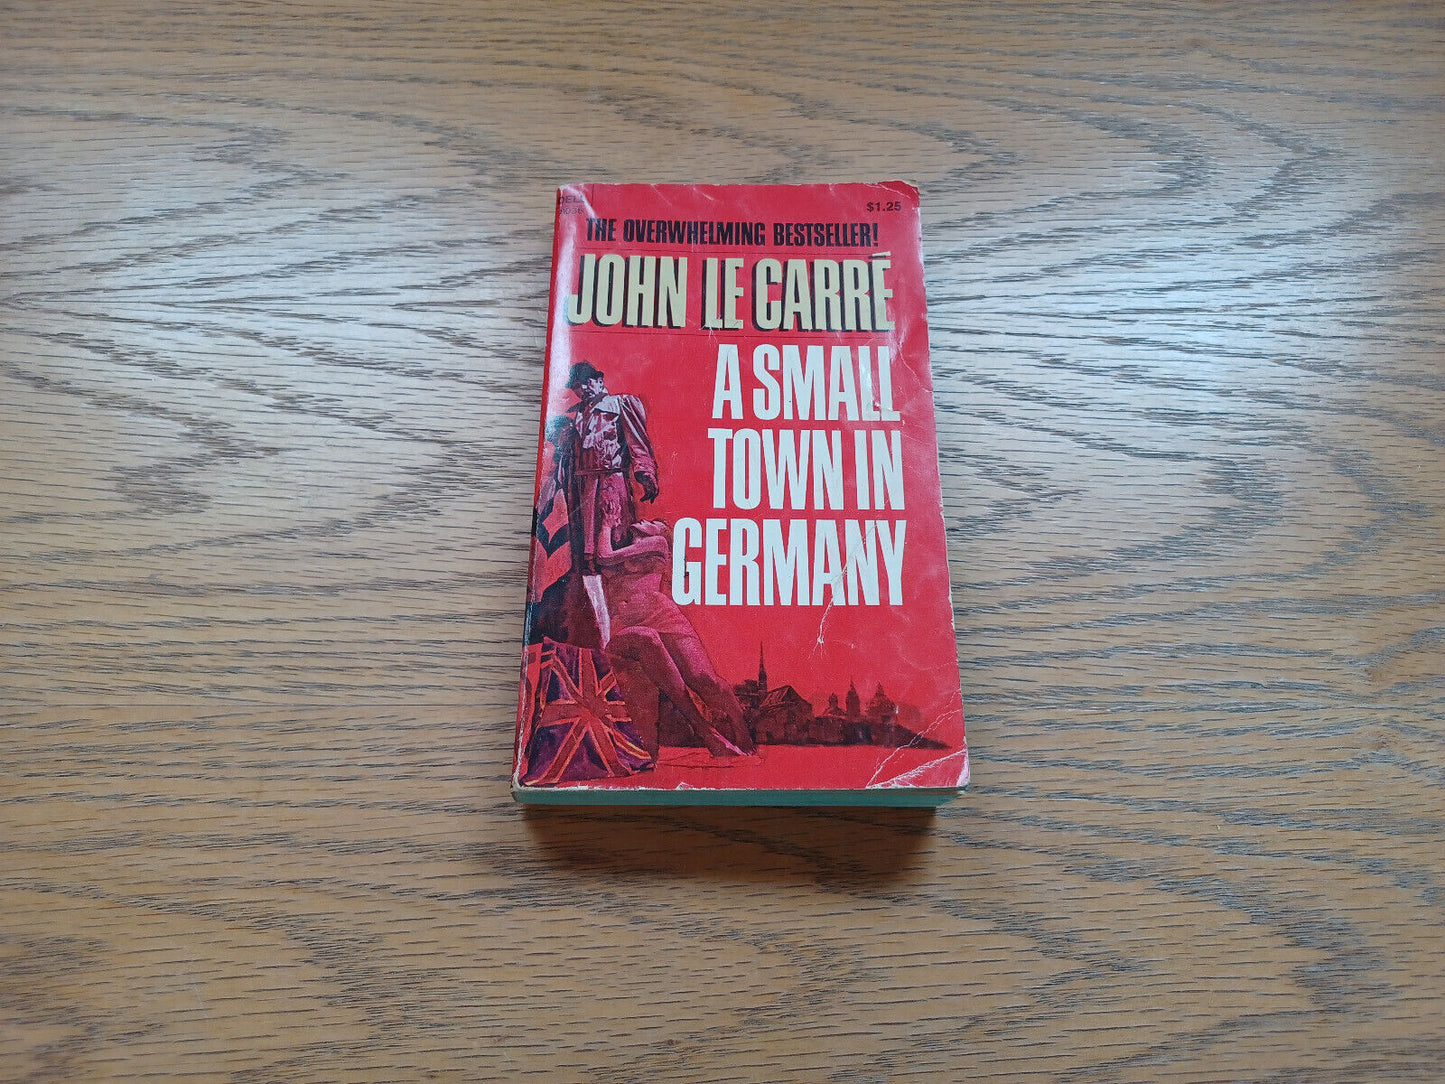 DELL
$1.25
THE OVERWHELMING BESTSELLER!
JOHN LE CARRÉ
A SMALL
TOWN IN
GERMANY